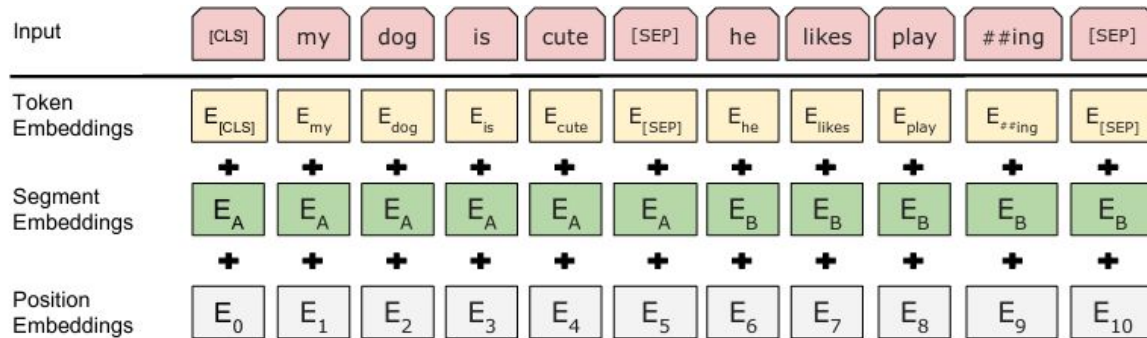 Input [CLS] my dog is cute [SEP] he likes play ##ing [SEP]
Token
Embeddings
E[CLS] Emy Edog Eis Ecute E[SEP] Ehe Elikes Eplay E##ing E[SEP]
+ + + + + + + + + + +
Segment
Embeddings
EA EA EA EA EA EA EB EB EB EB EB
+ + + + + + + + + + +
Position
Embeddings
E0 E1 E2 E3 E4 E5 E6 E7 E8 E9 E10